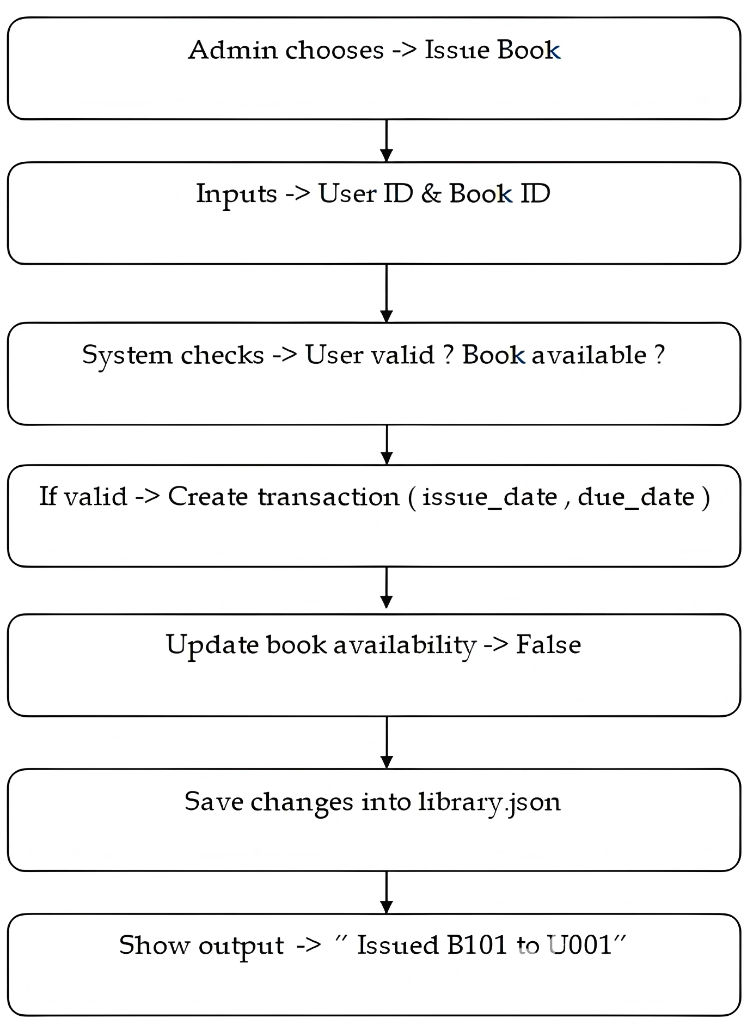 Admin chooses -> Issue Book
Inputs -> User ID & Book ID
System checks -> User valid ? Book available ?
If valid -> Create transaction ( issue_date , due_date )
Update book availability -> False
Save changes into library.json
Show output -> ″ Issued B101 to U001″